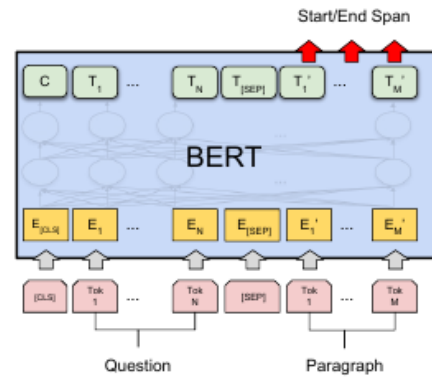 Start/End Span
C T1 ... TN T[SEP] T1' ... TM'
...
BERT
...
E[CLS] E1 ... EN E[SEP] E1' ... EM'
[CLS] Tok 1 ... Tok N [SEP] Tok 1 ... Tok M
Question Paragraph